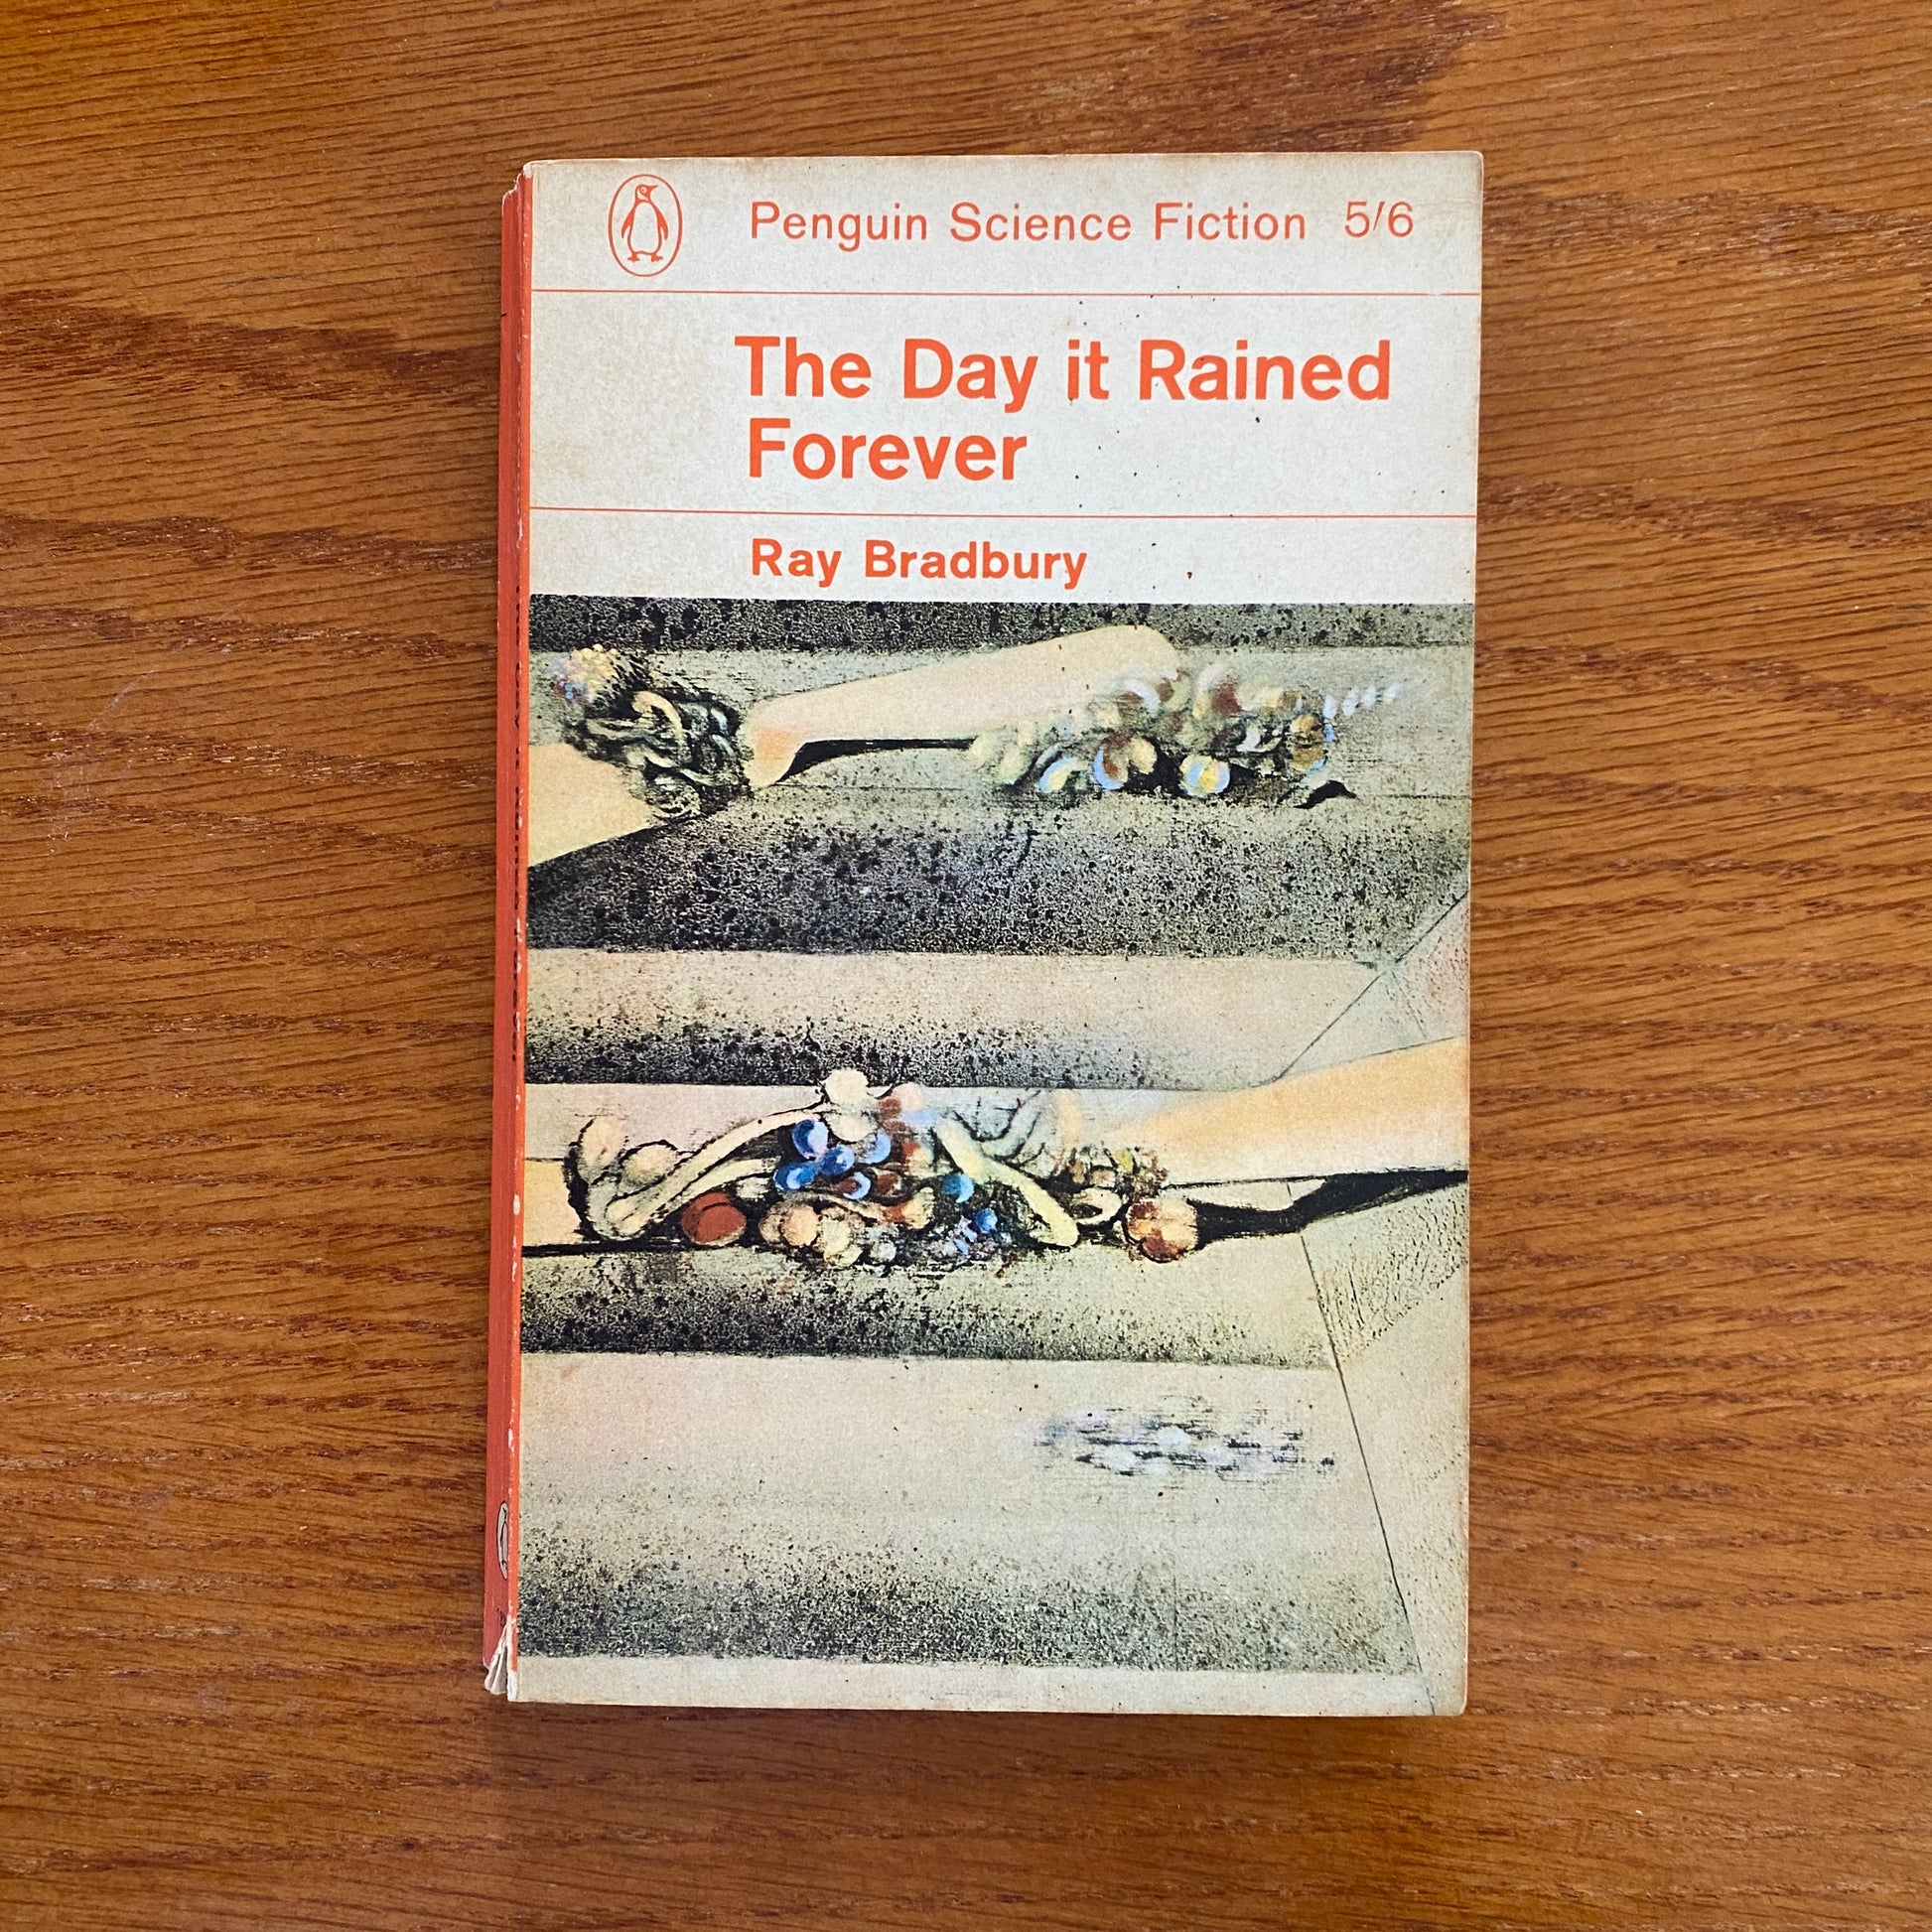 Penguin Science Fiction 5/6
The Day it Rained
Forever
Ray Bradbury